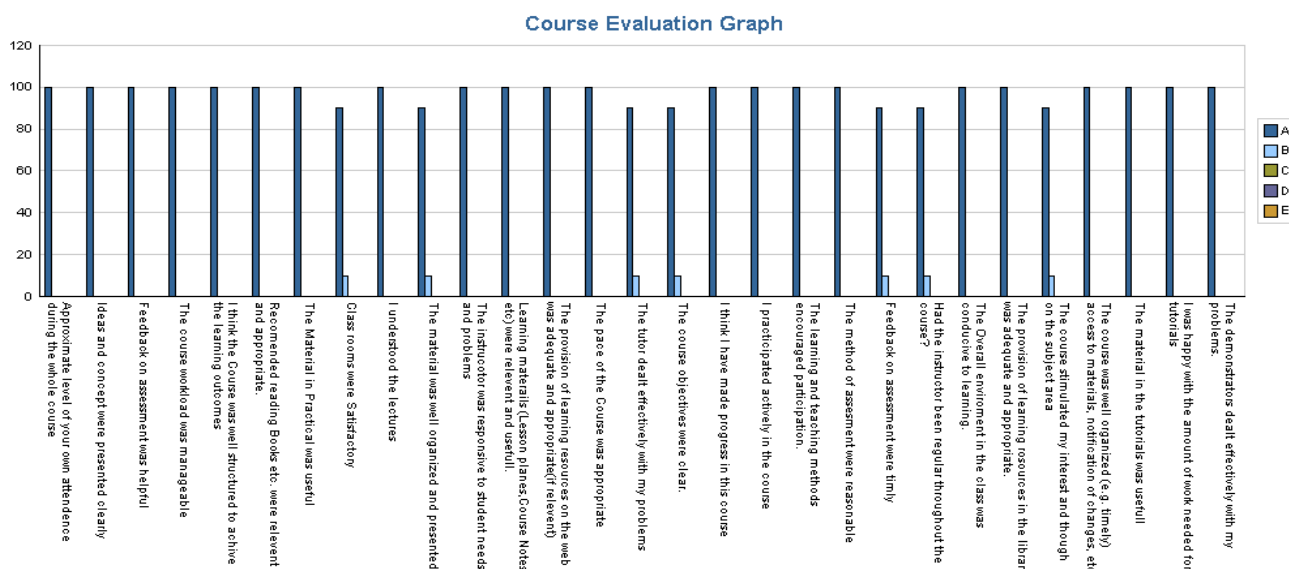 Course Evaluation Graph
120
100
80
60
40
20
0
A
B
C
D
E
Approximate level of your own attendence
during the whole course
Ideas and concept were presented clearly
Feedback on assessment was helpful
The course workload was manageable
I think the Course was well structured to achive
the learning outcomes
Recomended reading Books etc. were relevent
and appropriate.
The Material in Practical was useful
Class rooms were Satisfactory
I understood the lectures
The material was well organized and presented
The instructor was responsive to student needs
and problems
Learning materails (Lesson planes,Course Notes
etc) were relevent and usefull.
The provision of learning resources on the web
was adequate and appropriate(if relevent)
The pace of the Course was appropriate
The tutor dealt effectively with my problems
The course objectives were clear.
I think I have made progress in this course
I practicipated actively in the course
The learning and teaching methods
encouraged participation.
The method of assesment were reasonable
Feedback on assessment were timly
Had the instructor been regular throughout the
course?
The Overall enviroment in the class was
conducive to learning.
The provision of learning rosources in the librar
was adequate and appropriate.
The course stimulated my interest and though
on the subject area
The course was well organized (e.g. timely)
access to materials, notification of changes, etc
The material in the tutorials was usefull
I was happy with the amount of work needed for
tutorials
The demonstrators dealt effectively with my
problems.